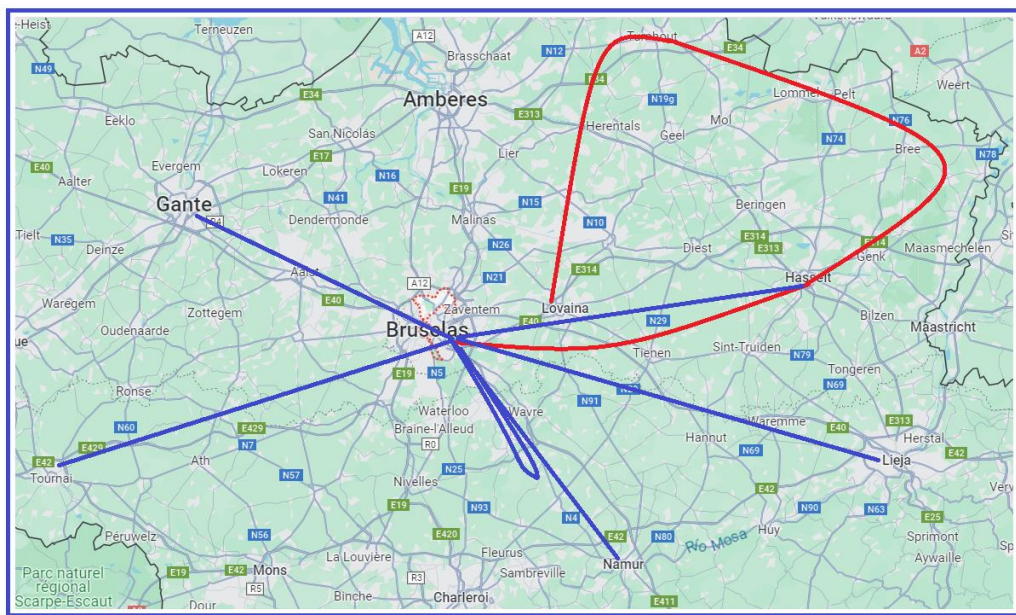 e-Heist
Terneuzen
A12
Brasschaat
N12
Turnhout
E34
Valkenswaard
A2
N49
Weert
E34
Amberes
E34
Lommel
Pelt
N19g
N76
Eeklo
San Nicolás
E313
Herentals
Geel
Mol
N74
Bree
Evergem
E17
Lier
N78
E40
Aalter
Lokeren
N16
E19
N15
Gante
R4
N41
Dendermonde
Malinas
N10
Beringen
Tielt
N35
Deinze
N26
Diest
E314
E313
E314
Maasmechelen
Aalst
A12
N21
E314
Genk
Hasselt
Waregem
E40
Zaventem
Lovaina
Zottegem
E40
Bilzen
Oudenaarde
Bruselas
N29
Maastricht
que
Tienen
Sint-Truiden
N79
E19
N5
Tongeren
Ronse
Waterloo
Wavre
N91
N69
N60
E429
Braine-l'Alleud
Waremme
E40
E313
E429
N7
R0
Hannut
N69
Herstal
E42
Ath
N25
Lieja
E42
Tournai
N57
Nivelles
E42
Verv
N93
N90
N63
E19
N4
Huy
E25
Péruwelz
N56
E420
E42
N80
Río Mosa
Sprimont
La Louvière
Fleurus
Namur
Aywaille
Parc naturel
régional
Scarpe-Escaut
E19
E42
Mons
R3
Sambreville
R5
Binche
Charleroi
E411
Dour